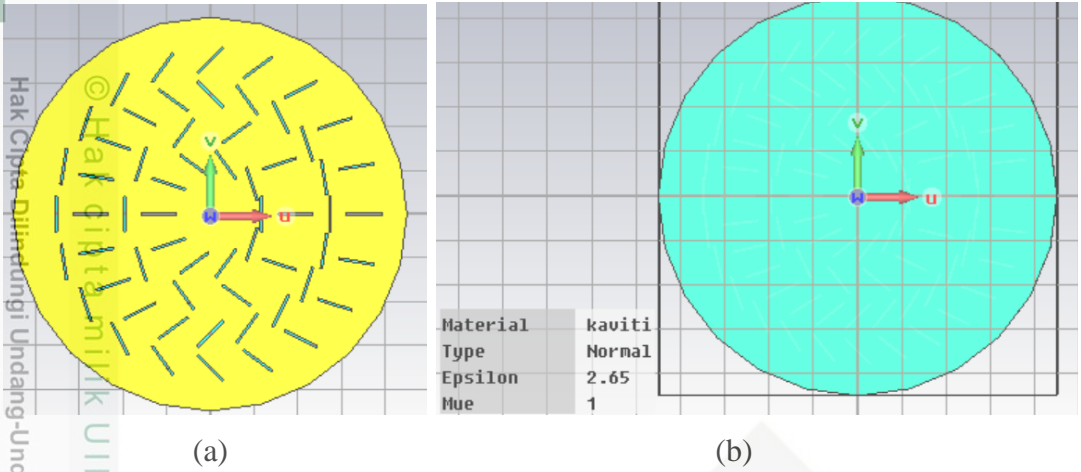 © Hak cipta milik UI
Hak Cipta Dilindungi Undang-Und
v
w
u
v
w
u
Material kaviti
Type Normal
Epsilon 2.65
Mue 1
(a)
(b)